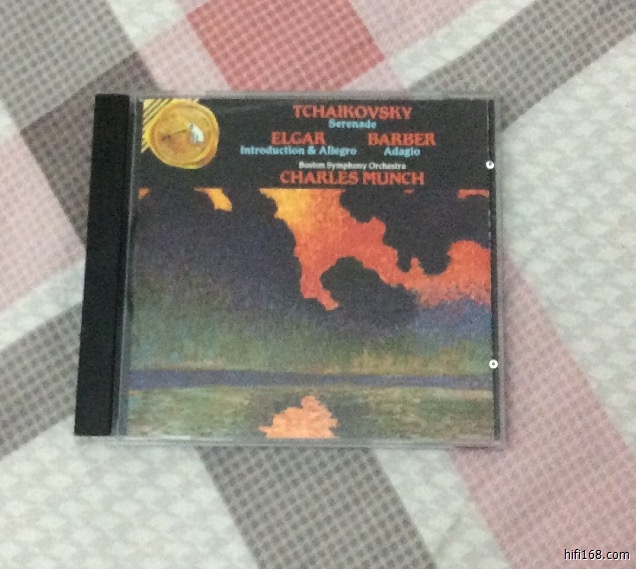 TCHAIKOVSKY
Serenade
ELGAR BARBER
Introduction & Allegro Adagio
Boston Symphony Orchestra
CHARLES MUNCH
hifi168.com